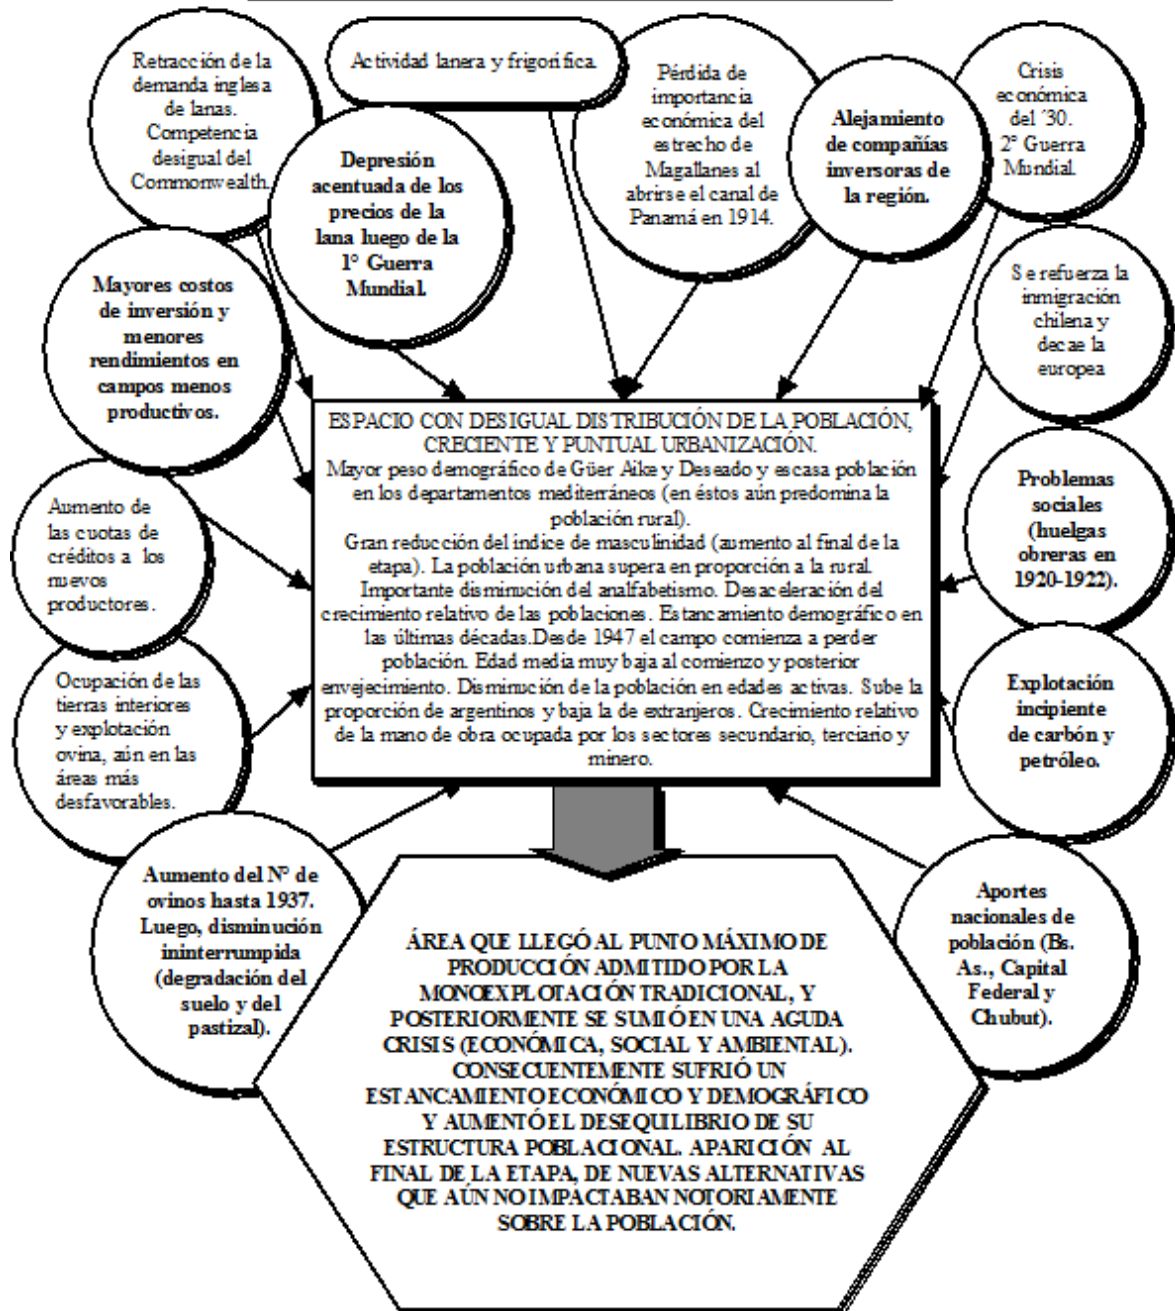 Retracción de la
demanda inglesa
de lanas.
Competencia
desigual del
Commonwealth.
Actividad lanera y frigorífica.
Depresión
acentuada de los
precios de la
lana luego de la
1° Guerra
Mundial.
Pérdida de
importancia
económica del
estrecho de
Magallanes al
abrirse el canal de
Panamá en 1914.
Alejamiento
de compañías
inversoras de
la región.
Crisis
económica
del ´30.
2° Guerra
Mundial.
Mayores costos
de inversión y
menores
rendimientos en
campos menos
productivos.
Se refuerza la
inmigración
chilena y
decae la
europea
Aumento de
las cuotas de
créditos a los
nuevos
productores.
Problemas
sociales
(huelgas
obreras en
1920-1922).
Ocupación de las
tierras interiores
y explotación
ovina, aún en las
áreas más
desfavorables.
Explotación
incipiente
de carbón y
petróleo.
Aumento del N° de
ovinos hasta 1937.
Luego, disminución
ininterrumpida
(degradación del
suelo y del
pastizal).
Aportes
nacionales de
población (Bs.
As., Capital
Federal y
Chubut).
ESPACIO CON DESIGUAL DISTRIBUCIÓN DE LA POBLACIÓN,
CRECIENTE Y PUNTUAL URBANIZACIÓN.
Mayor peso demográfico de Güer Aike y Deseado y escasa población
en los departamentos mediterráneos (en éstos aún predomina la
población rural).
Gran reducción del índice de masculinidad (aumento al final de la
etapa). La población urbana supera en proporción a la rural.
Importante disminución del analfabetismo. Desaceleración del
crecimiento relativo de las poblaciones. Estancamiento demográfico en
las últimas décadas.Desde 1947 el campo comienza a perder
población. Edad media muy baja al comienzo y posterior
envejecimiento. Disminución de la población en edades activas. Sube la
proporción de argentinos y baja la de extranjeros. Crecimiento relativo
de la mano de obra ocupada por los sectores secundario, terciario y
minero.
ÁREA QUE LLEGÓ AL PUNTO MÁXIMO DE
PRODUCCIÓN ADMITIDO POR LA
MONOEXPLOTACIÓN TRADICIONAL, Y
POSTERIORMENTE SE SUMIÓ EN UNA AGUDA
CRISIS (ECONÓMICA, SOCIAL Y AMBIENTAL).
CONSECUENTEMENTE SUFRIÓ UN
ESTANCAMIENTO ECONÓMICO Y DEMOGRÁFICO
Y AUMENTÓ EL DESEQUILIBRIO DE SU
ESTRUCTURA POBLACIONAL. APARICIÓN AL
FINAL DE LA ETAPA, DE NUEVAS ALTERNATIVAS
QUE AÚN NO IMPACTABAN NOTORIAMENTE
SOBRE LA POBLACIÓN.